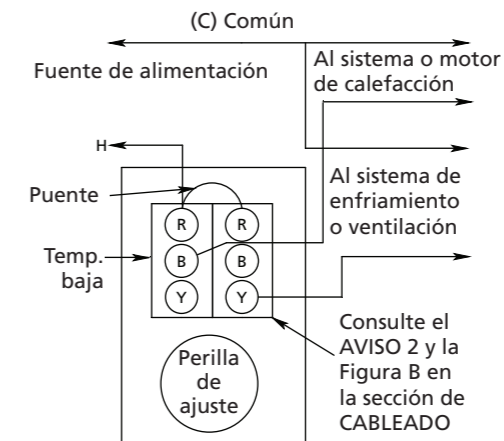 (C) Común
Fuente de alimentación
Al sistema o motor
de calefacción
H
Puente
Al sistema de
enfriamiento
o ventilación
R
R
Temp.
baja
B
B
Y
Y
Consulte el
AVISO 2 y la
Figura B en
la sección de
CABLEADO
Perilla
de
ajuste